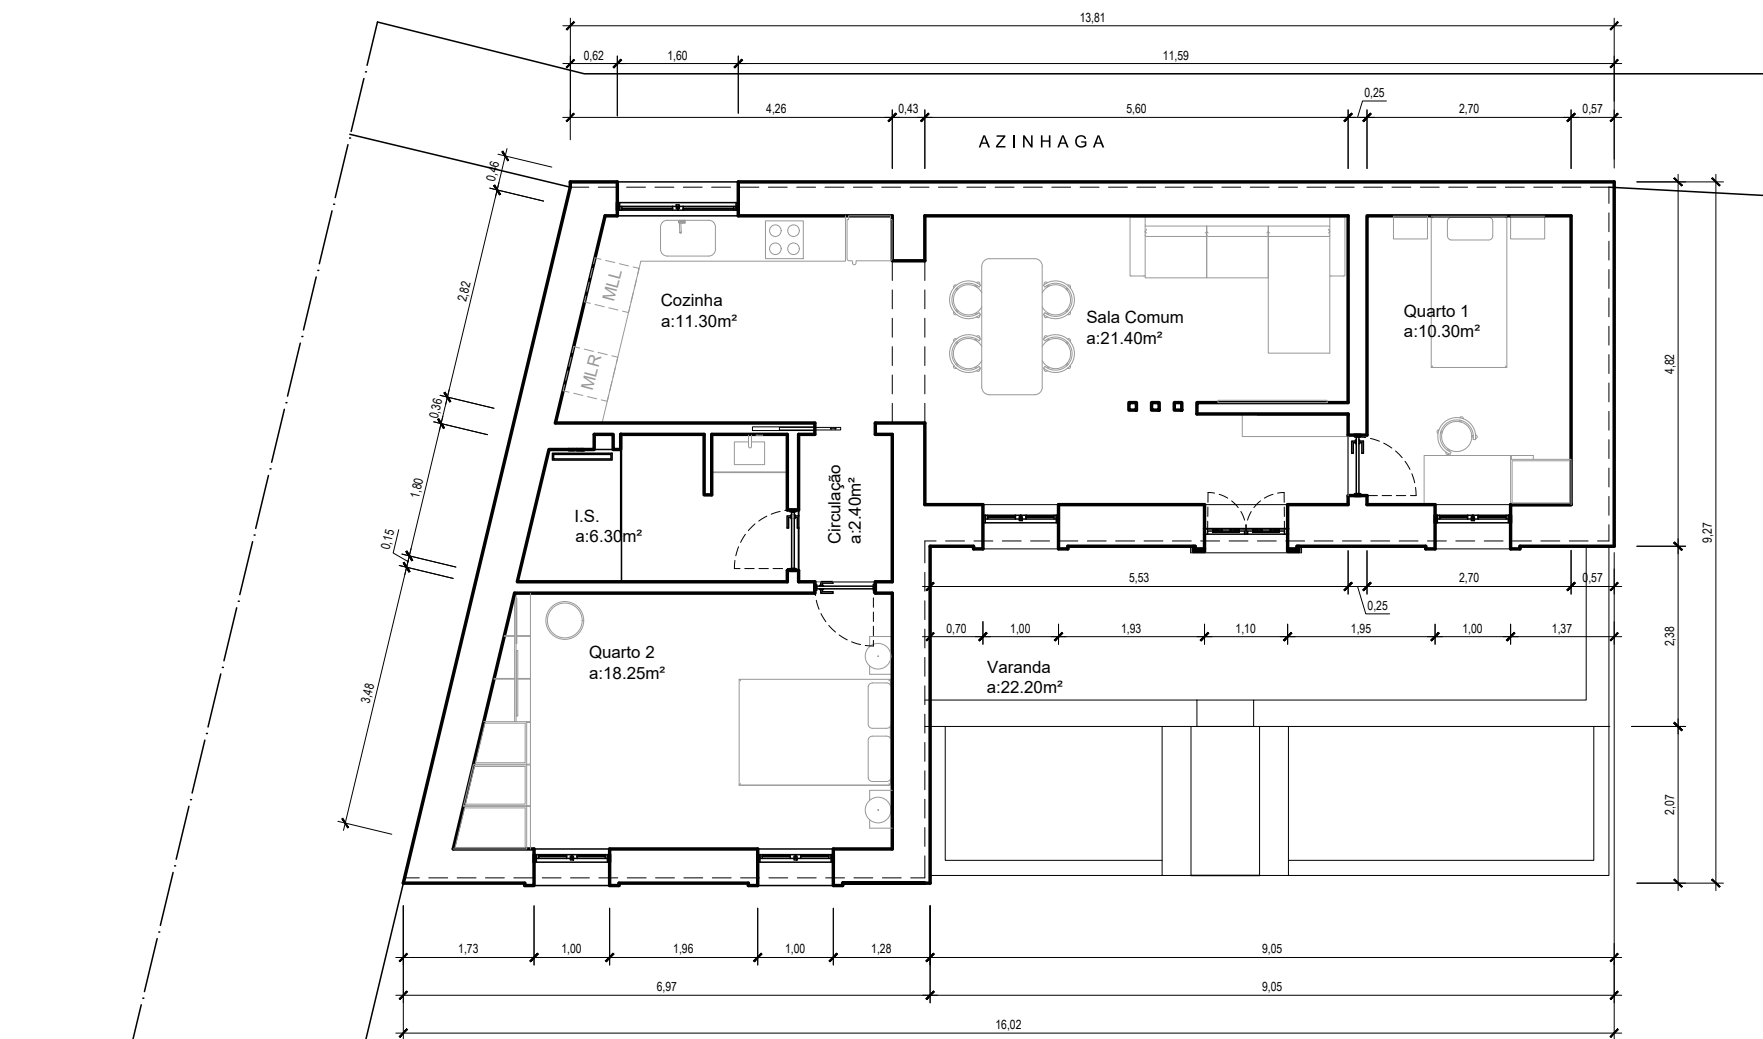 13,81
0,62
1,60
11,59
4,26
0,43
5,60
0,25
2,70
0,57
AZINHAGA
0,46
2,82
0,36
1,80
0,15
3,48
MLL
MLR
Cozinha
a:11.30m²
Sala Comum
a:21.40m²
Quarto 1
a:10.30m²
4,82
9,27
2,38
2,07
I.S.
a:6.30m²
Circulação
a:2.40m²
5,53
2,70
0,57
0,25
0,70
1,00
1,93
1,10
1,95
1,00
1,37
Quarto 2
a:18.25m²
Varanda
a:22.20m²
1,73
1,00
1,96
1,00
1,28
9,05
6,97
9,05
16,02